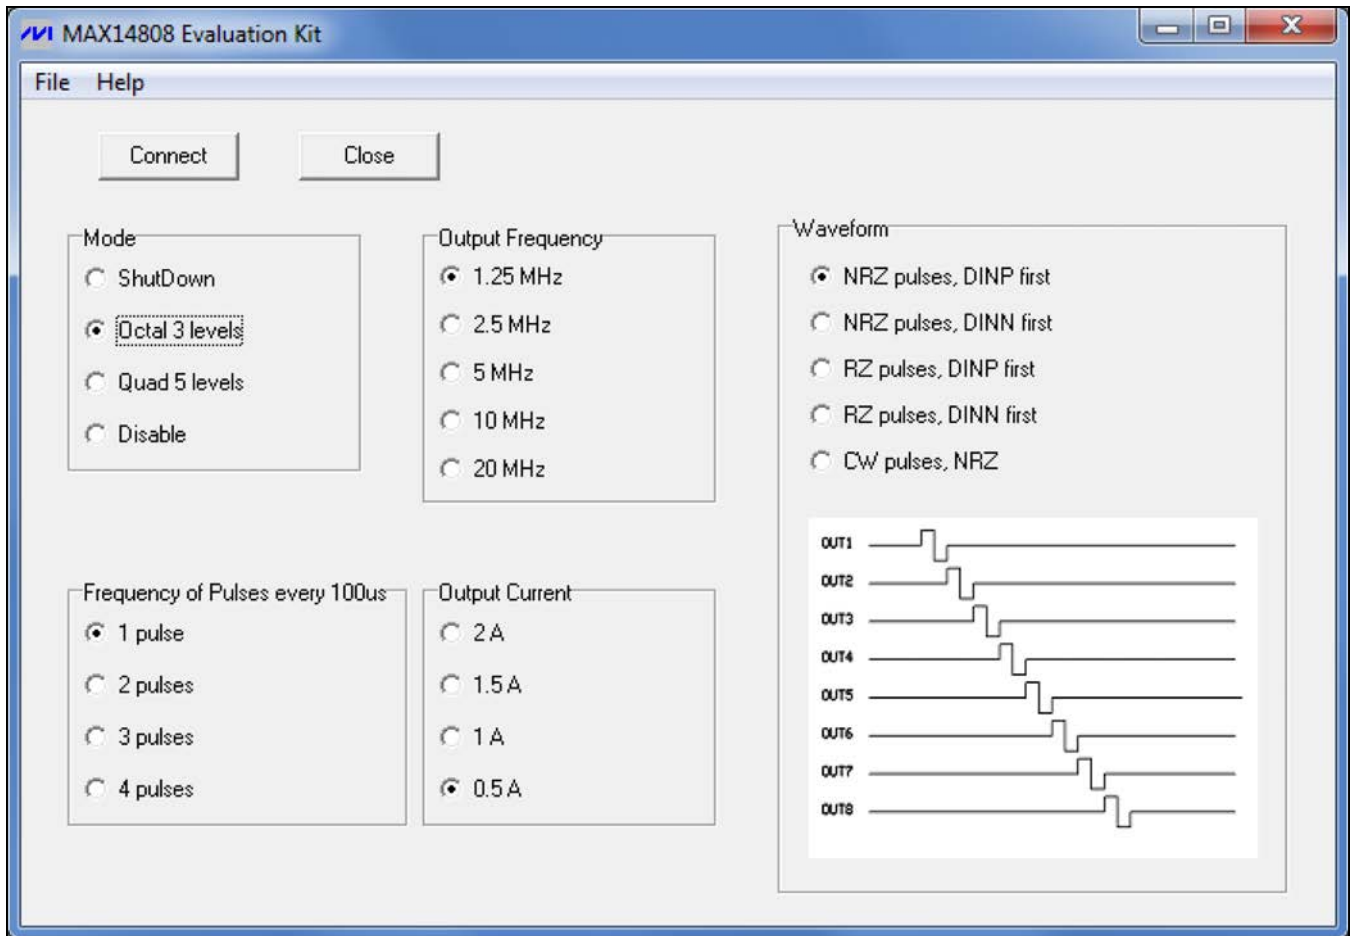 MAX14808 Evaluation Kit
File Help
Connect Close
Mode
ShutDown
Octal 3 levels
Quad 5 levels
Disable
Output Frequency
1.25 MHz
2.5 MHz
5 MHz
10 MHz
20 MHz
Waveform
NRZ pulses, DINP first
NRZ pulses, DINN first
RZ pulses, DINP first
RZ pulses, DINN first
CW pulses, NRZ
Frequency of Pulses every 100us
1 pulse
2 pulses
3 pulses
4 pulses
Output Current
2 A
1.5 A
1 A
0.5 A
OUT1
OUT2
OUT3
OUT4
OUT5
OUT6
OUT7
OUT8